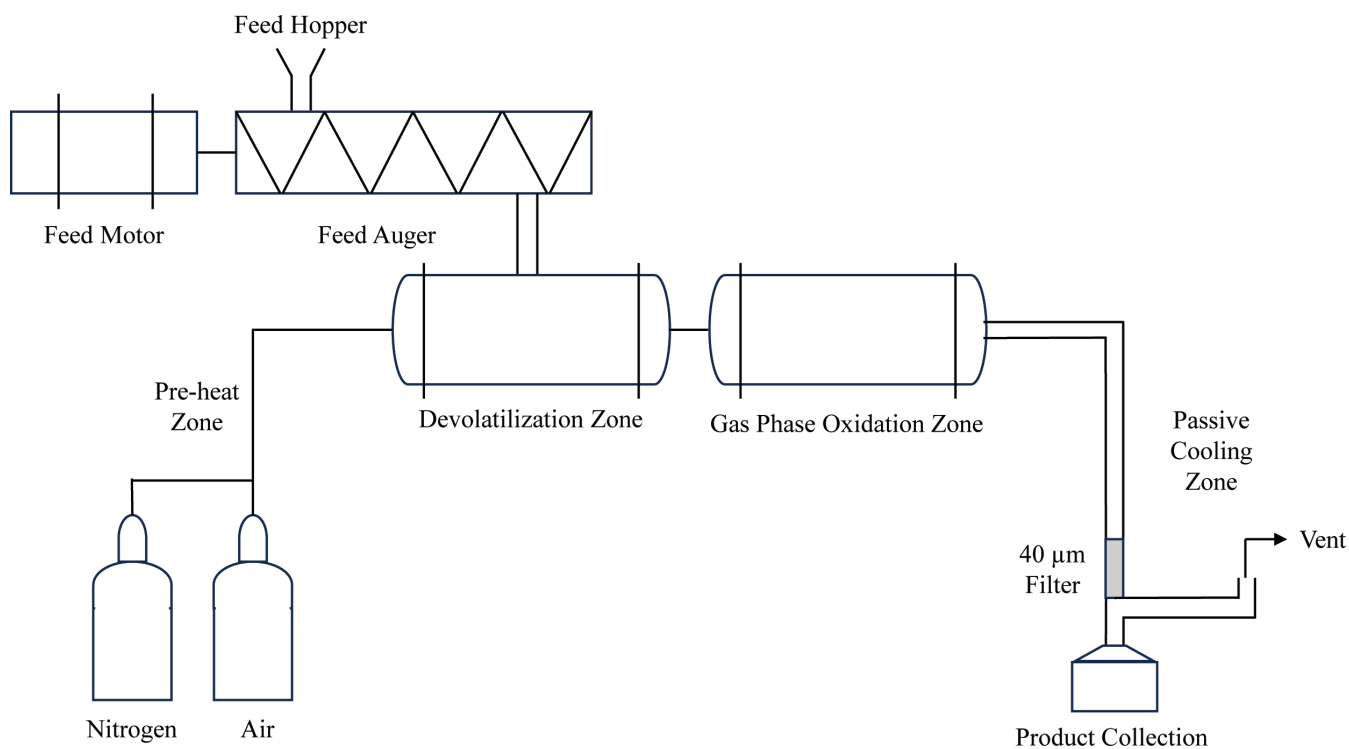 Feed Hopper
Feed Motor
Feed Auger
Pre-heat
Zone
Devolatilization Zone
Gas Phase Oxidation Zone
Passive
Cooling
Zone
Vent
40 µm
Filter
Nitrogen
Air
Product Collection